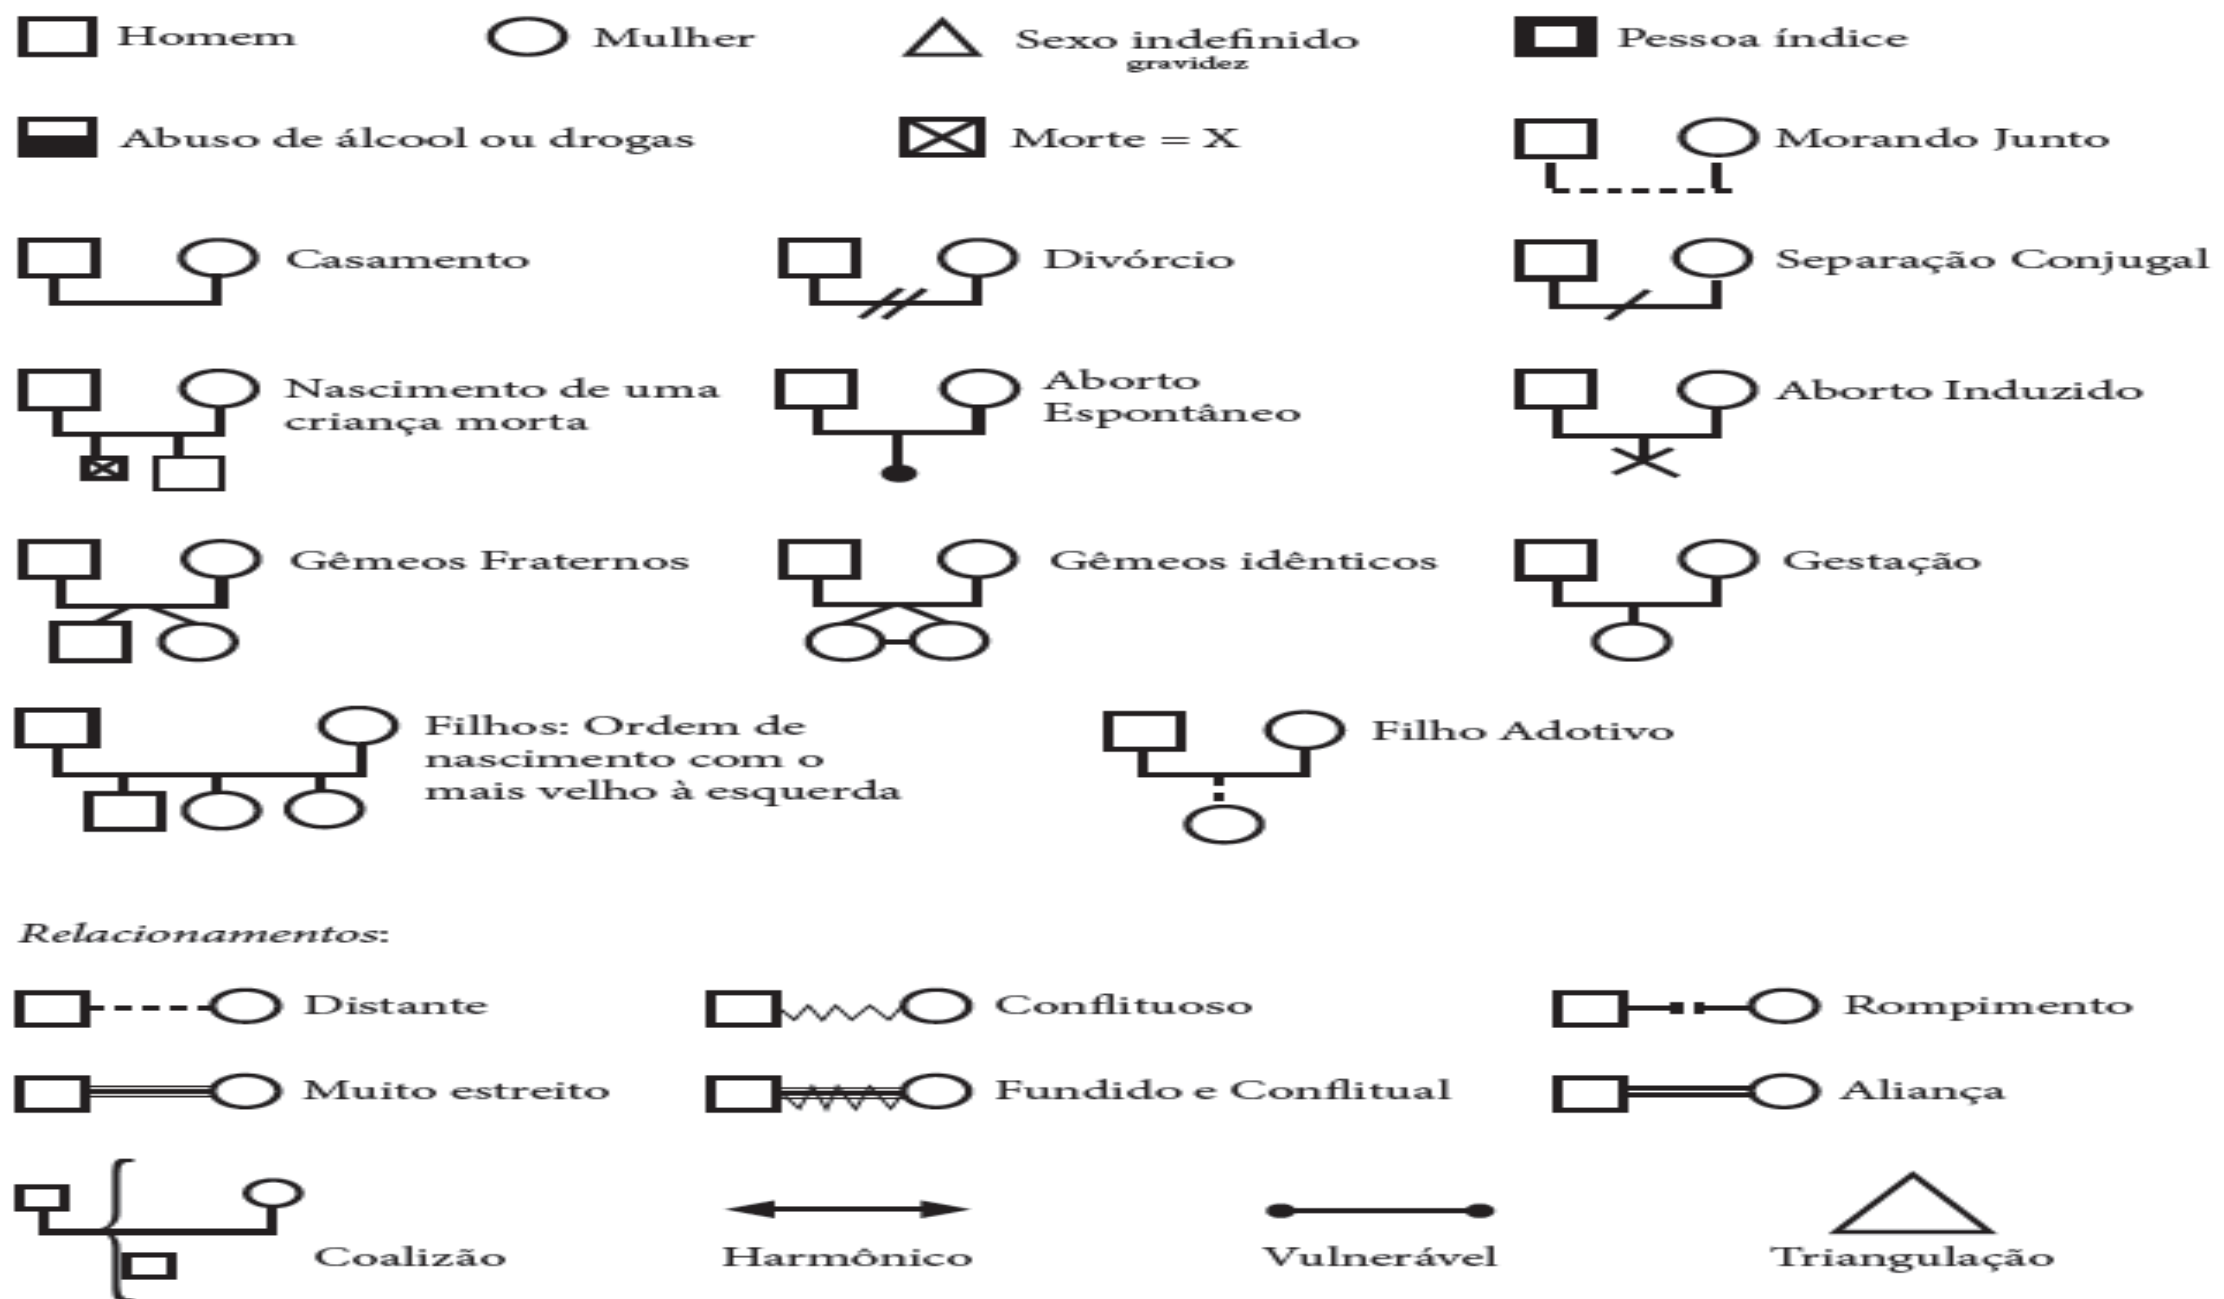 Homem
Mulher
Sexo indefinido
gravidez
Pessoa índice
Abuso de álcool ou drogas
Morte = X
Morando Junto
Casamento
Divórcio
Separação Conjugal
Nascimento de uma
criança morta
Aborto
Espontâneo
Aborto Induzido
Gêmeos Fraternos
Gêmeos idênticos
Gestação
Filhos: Ordem de
nascimento com o
mais velho à esquerda
Filho Adotivo
Relacionamentos:
Distante
Conflituoso
Rompimento
Muito estreito
Fundido e Conflitual
Aliança
Coalizão
Harmônico
Vulnerável
Triangulação